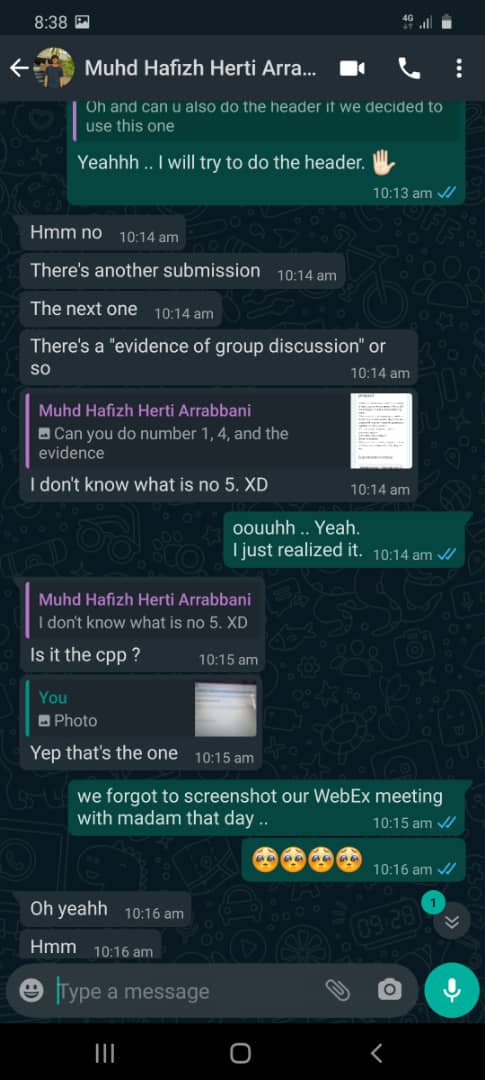 8:38
4G
Muhd Hafizh Herti Arra...
Oh and can u also do the header if we decided to
use this one
Yeahhh .. I will try to do the header. 🖐🏻
10:13 am
Hmm no 10:14 am
There's another submission 10:14 am
The next one 10:14 am
There's a "evidence of group discussion" or
so 10:14 am
Muhd Hafizh Herti Arrabbani
Can you do number 1, 4, and the
evidence
I don't know what is no 5. XD 10:14 am
oouuhh .. Yeah.
I just realized it. 10:14 am
Muhd Hafizh Herti Arrabbani
I don't know what is no 5. XD
Is it the cpp ? 10:15 am
You
Photo
Yep that's the one 10:15 am
we forgot to screenshot our WebEx meeting
with madam that day .. 10:15 am
🥺🥺🥺🥺 10:16 am
Oh yeahh 10:16 am
1
Hmm 10:16 am
Type a message